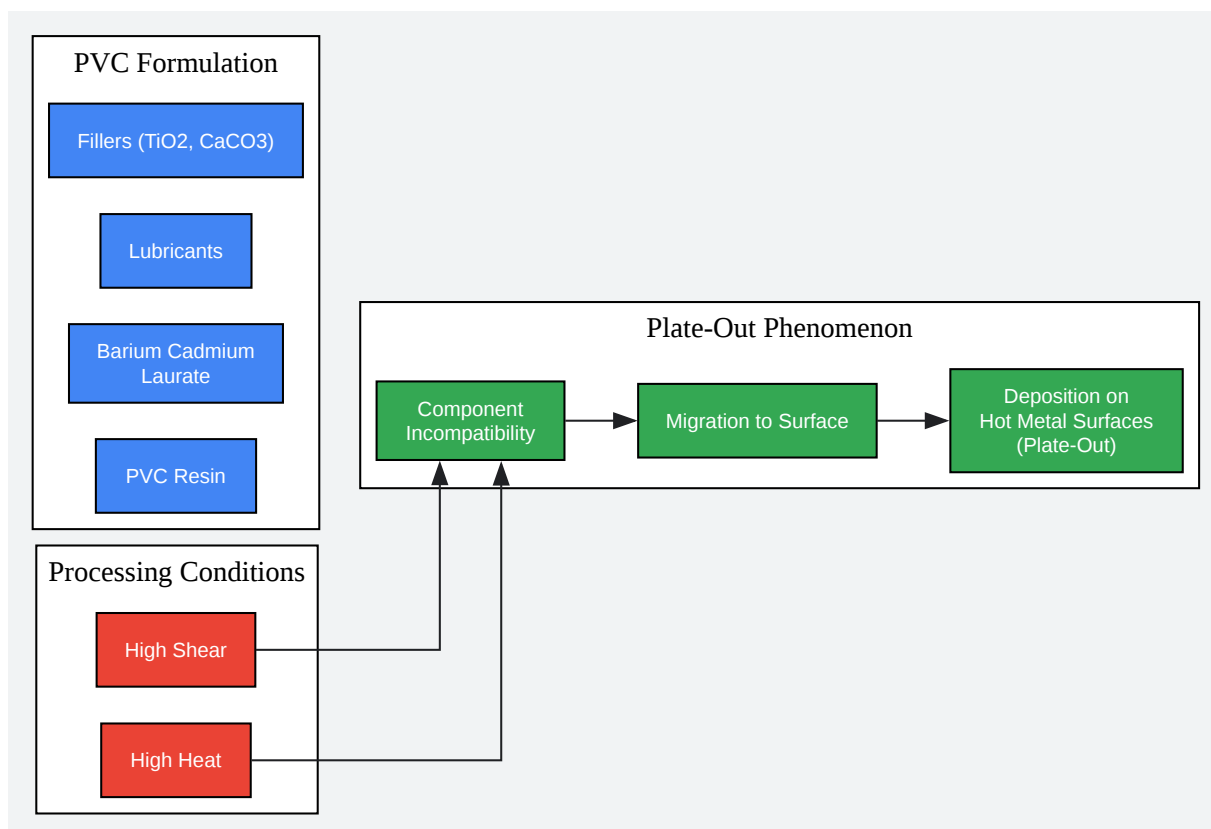 PVC Formulation
Fillers (TiO2, CaCO3)
Lubricants
Barium Cadmium
Laurate
PVC Resin
Processing Conditions
High Shear
High Heat
Plate-Out Phenomenon
Component
Incompatibility
Migration to Surface
Deposition on
Hot Metal Surfaces
(Plate-Out)